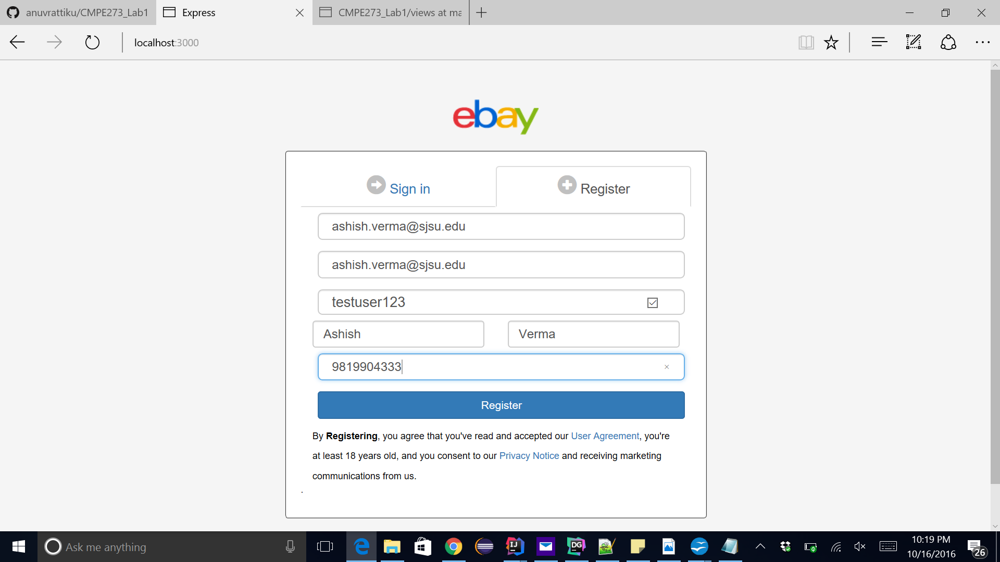 anuvrattiku/CMPE273_Lab1
Express
CMPE273_Lab1/views at ma
localhost:3000
ebay
Sign in
Register
ashish.verma@sjsu.edu
ashish.verma@sjsu.edu
testuser123
Ashish
Verma
9819904333
Register
By Registering, you agree that you've read and accepted our User Agreement, you're
at least 18 years old, and you consent to our Privacy Notice and receiving marketing
communications from us.
.
Ask me anything
IJ
DG
10:19 PM
10/16/2016
26